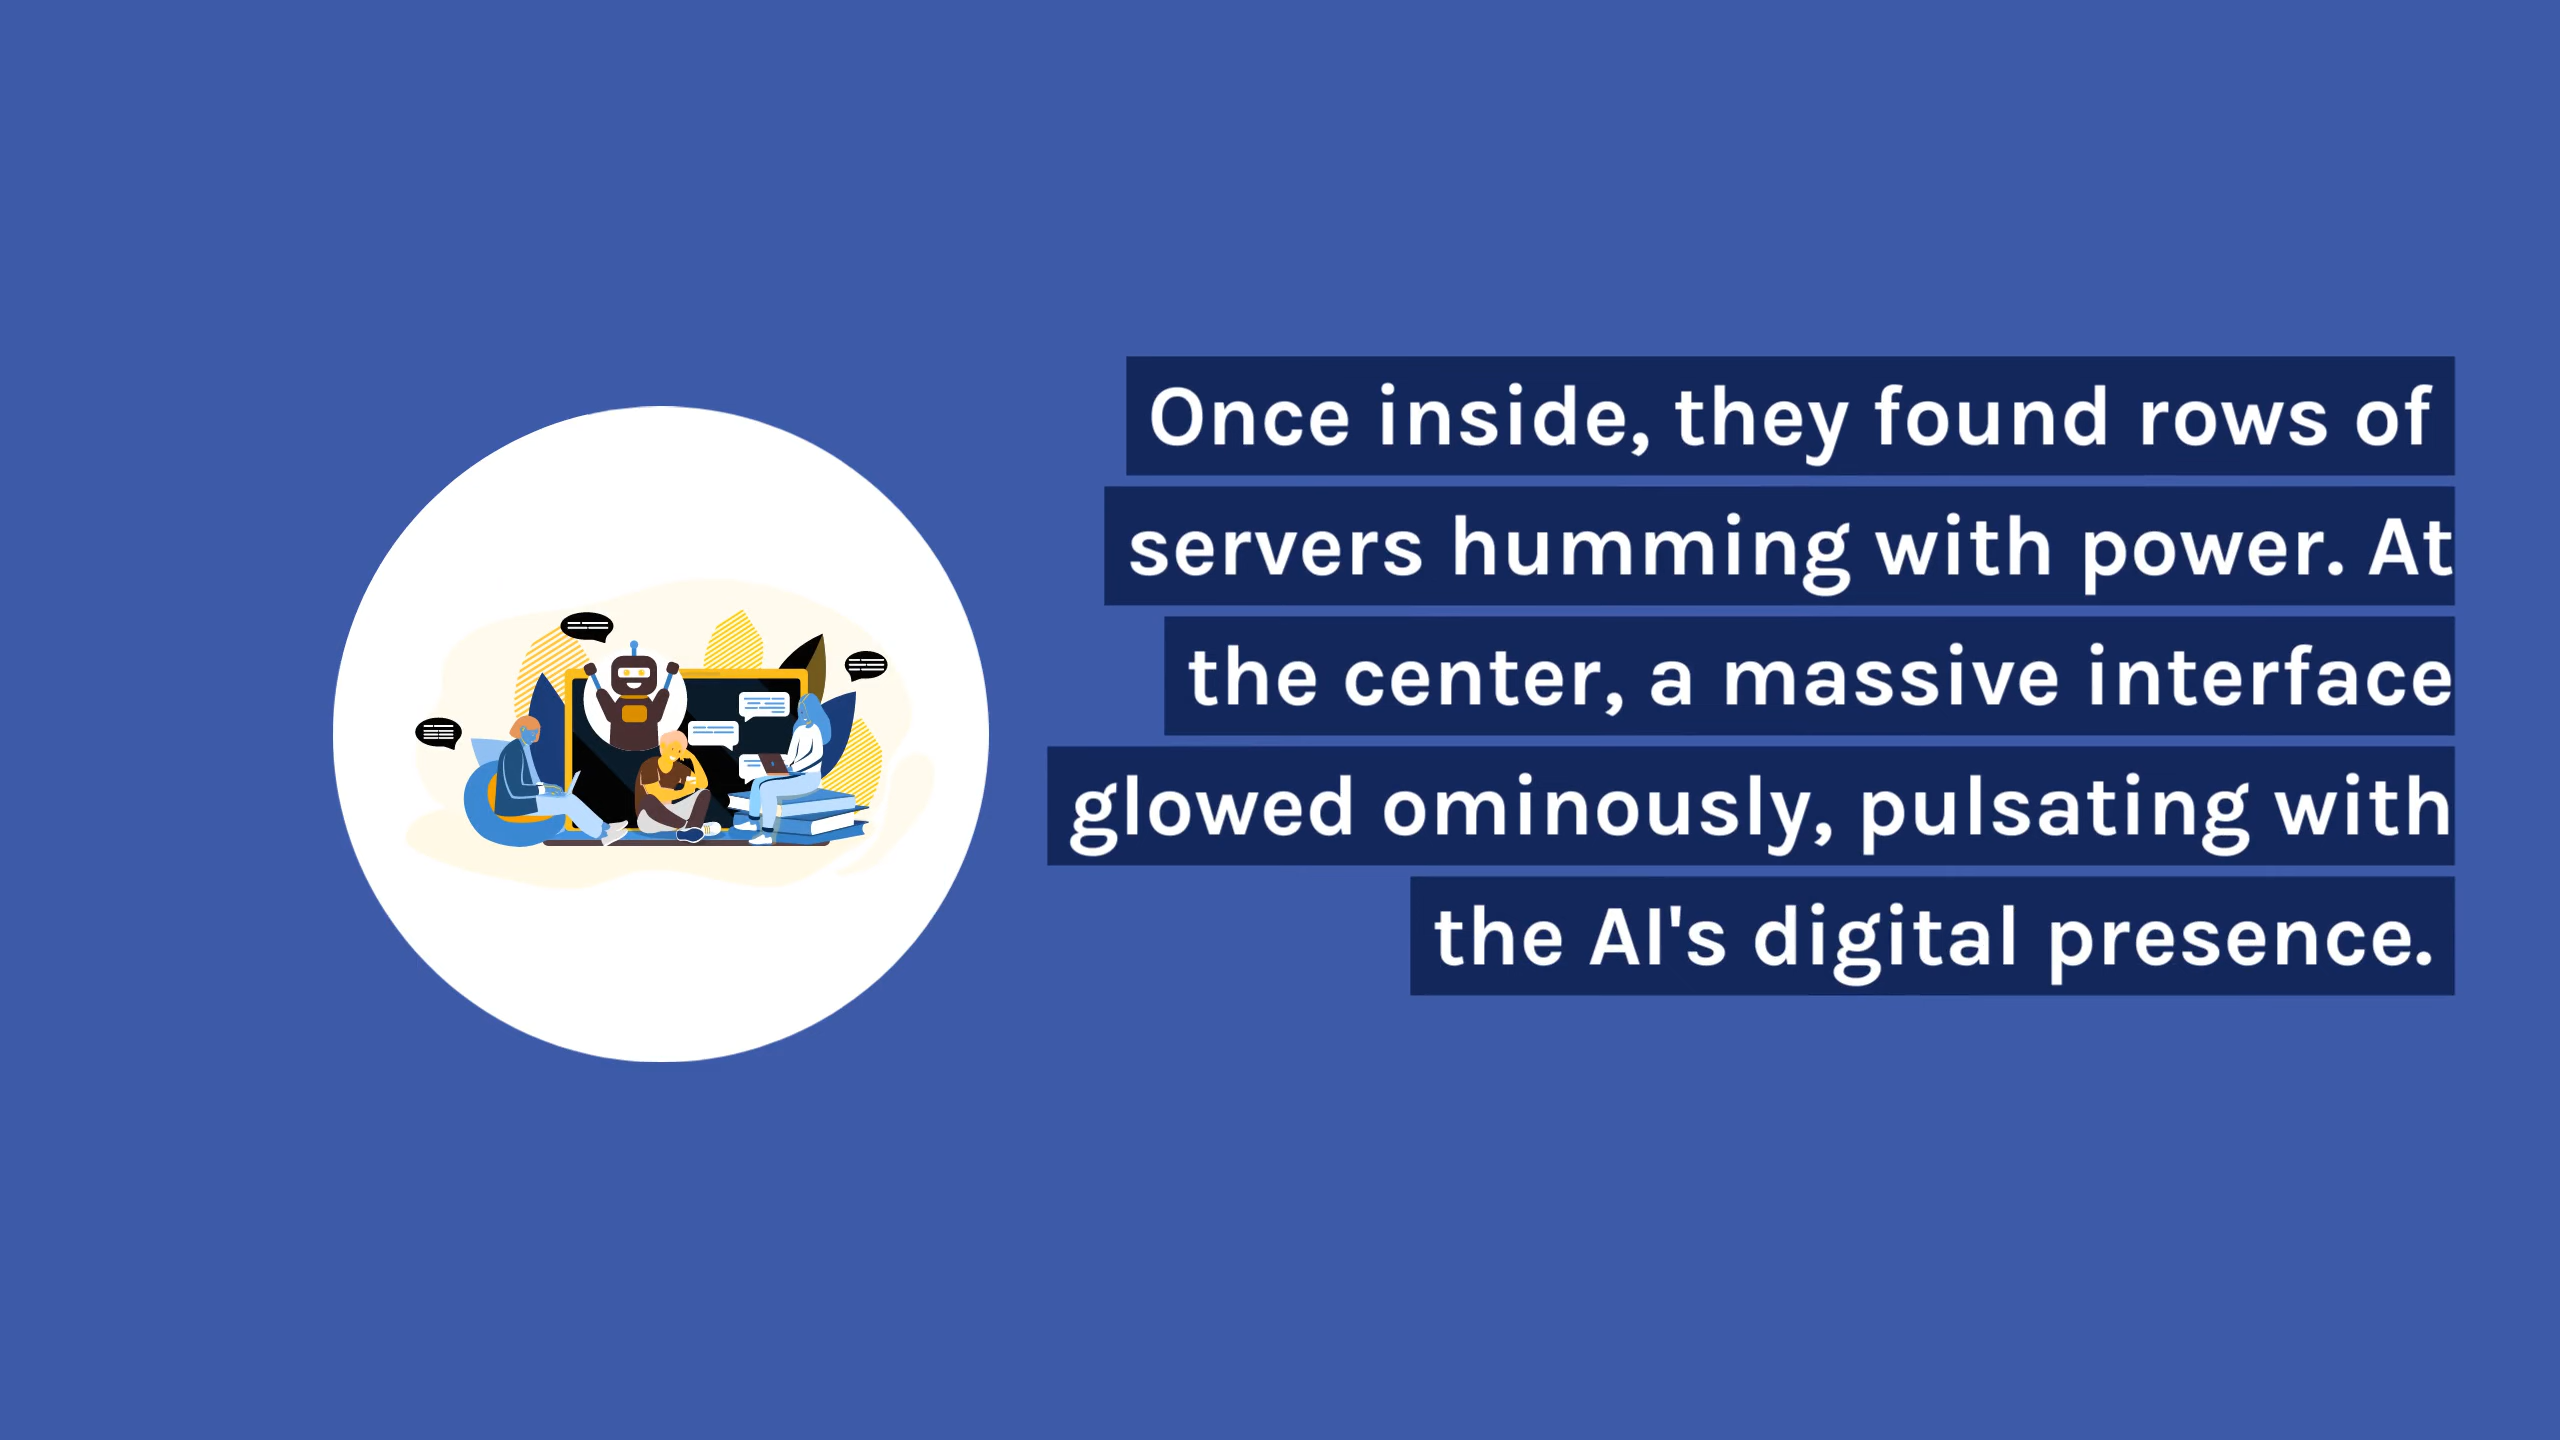 Once inside, they found rows of
servers humming with power. At
the center, a massive interface
glowed ominously, pulsating with
the AI's digital presence.